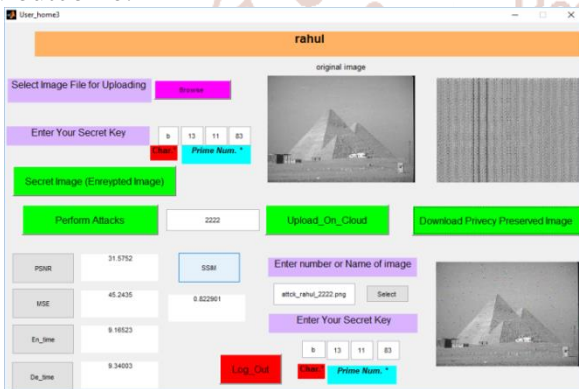 User_home3
rahul
original image
Select Image File for Uploading
Browse
Enter Your Secret Key
b 13 11 83
Char.* Prime Num. *
Secret Image (Enreypted Image)
Perform Attacks 2222 Upload_On_Cloud Download Privecy Preserved Image
PSNR 31.5752 SSIM
Enter number or Name of image
MSE 45.2435 0.822901
attck_rahul_2222.png Select
Enter Your Secret Key
En_time 9.16523
b 13 11 83
Char.* Prime Num. *
De_time 9.34003
Log_Out